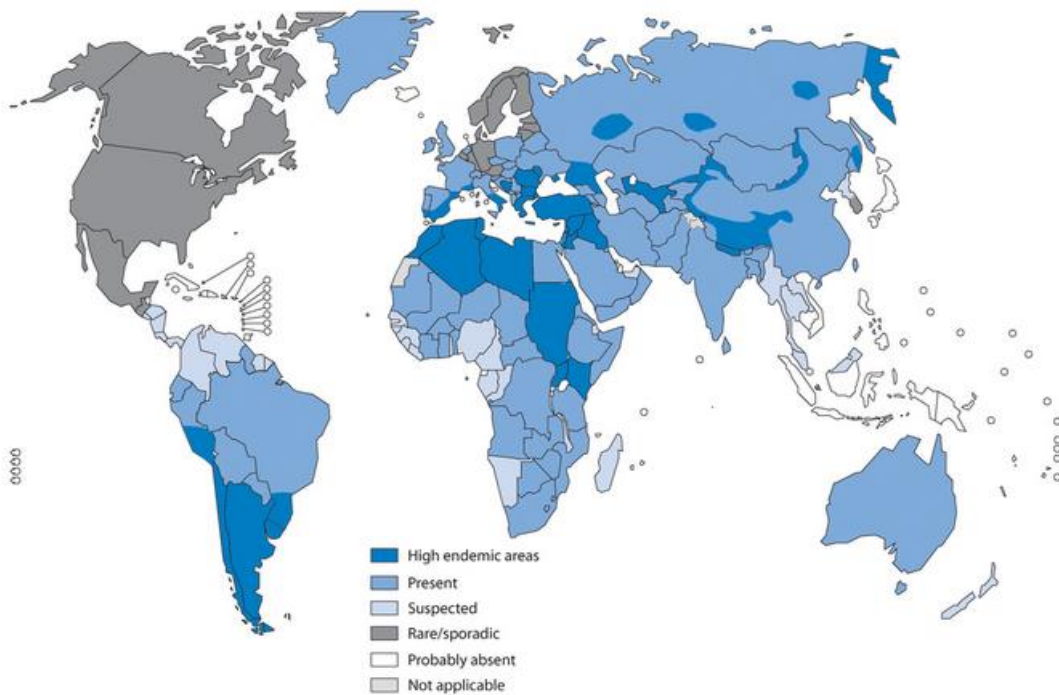 High endemic areas
Present
Suspected
Rare/sporadic
Probably absent
Not applicable